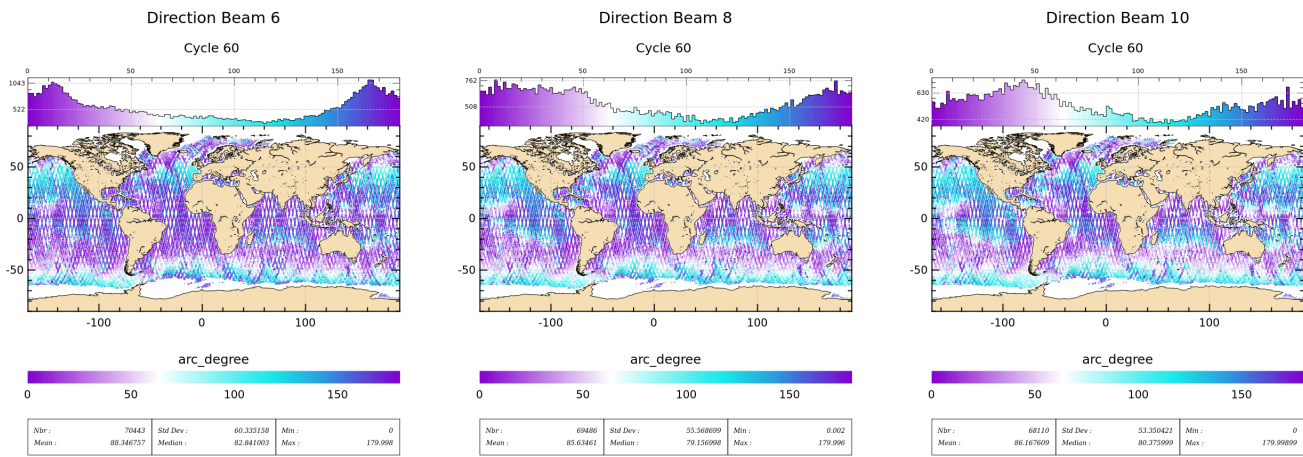 Direction Beam 6
Cycle 60
0 50 100 150
1043
522
50
0
-50
-100 0 100
arc_degree
0 50 100 150
Nbr : 70443 Std Dev : 60.335158 Min : 0
Mean : 88.346757 Median : 82.841003 Max : 179.998
Direction Beam 8
Cycle 60
0 50 100 150
762
508
50
0
-50
-100 0 100
arc_degree
0 50 100 150
Nbr : 69486 Std Dev : 55.568699 Min : 0.002
Mean : 85.63461 Median : 79.156998 Max : 179.996
Direction Beam 10
Cycle 60
0 50 100 150
630
420
50
0
-50
-100 0 100
arc_degree
0 50 100 150
Nbr : 68110 Std Dev : 53.350421 Min : 0
Mean : 86.167609 Median : 80.375999 Max : 179.99899